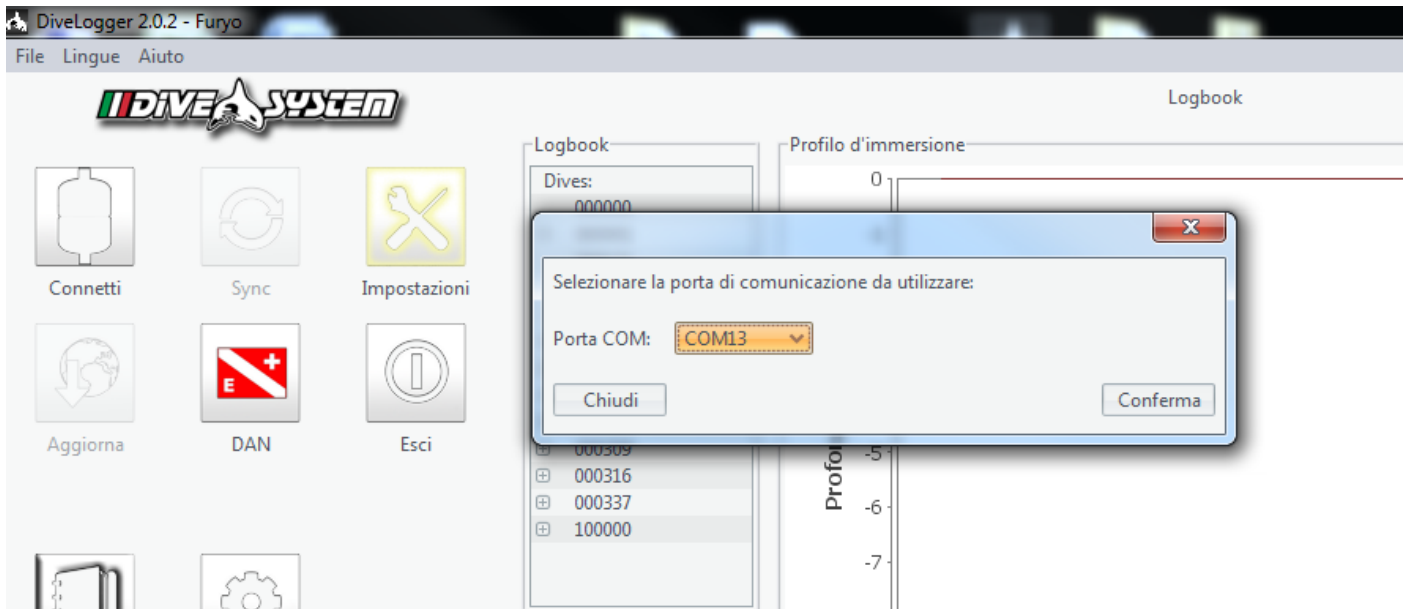 DiveLogger 2.0.2 - Furyo
File Lingue Aiuto
DIVE SYSTEM
Logbook
Connetti
Sync
Impostazioni
Aggiorna
E
DAN
Esci
Logbook
Dives:
000000
000309
000316
000337
100000
Profilo d'immersione
0
-5
-6
-7
Selezionare la porta di comunicazione da utilizzare:
Porta COM: COM13
Chiudi
Conferma